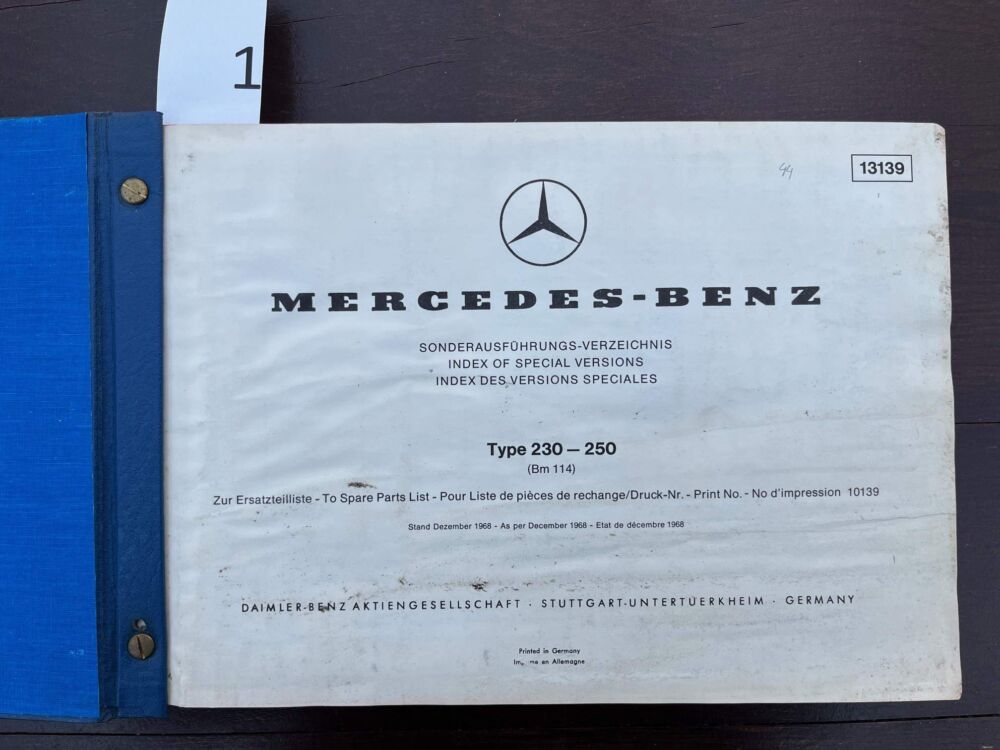 1
44
13139
MERCEDES-BENZ
SONDERAUSFÜHRUNGS-VERZEICHNIS
INDEX OF SPECIAL VERSIONS
INDEX DES VERSIONS SPECIALES
Type 230 — 250
(Bm 114)
Zur Ersatzteilliste - To Spare Parts List - Pour Liste de pièces de rechange/Druck-Nr. - Print No. - No d'impression 10139
Stand Dezember 1968 - As per December 1968 - Etat de décembre 1968
DAIMLER-BENZ AKTIENGESELLSCHAFT · STUTTGART-UNTERTUERKHEIM · GERMANY
Printed in Germany
en Allemagne